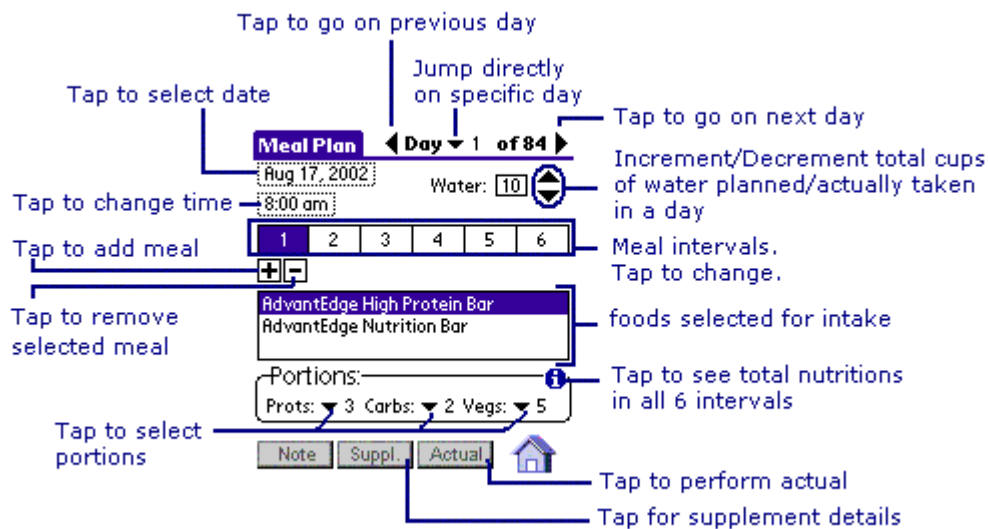 Tap to go on previous day
Jump directly
on specific day
Tap to select date
Tap to go on next day
Meal Plan
Day 1 of 84
Aug 17, 2002
Water: 10
Increment/Decrement total cups
of water planned/actually taken
in a day
Tap to change time
8:00 am
1 2 3 4 5 6
Meal intervals.
Tap to change.
Tap to add meal
+ -
AdvantEdge High Protein Bar
AdvantEdge Nutrition Bar
foods selected for intake
Tap to remove
selected meal
Portions:
i
Tap to see total nutritions
in all 6 intervals
Prots: 3 Carbs: 2 Vegs: 5
Tap to select
portions
Note Suppl. Actual
Tap to perform actual
Tap for supplement details